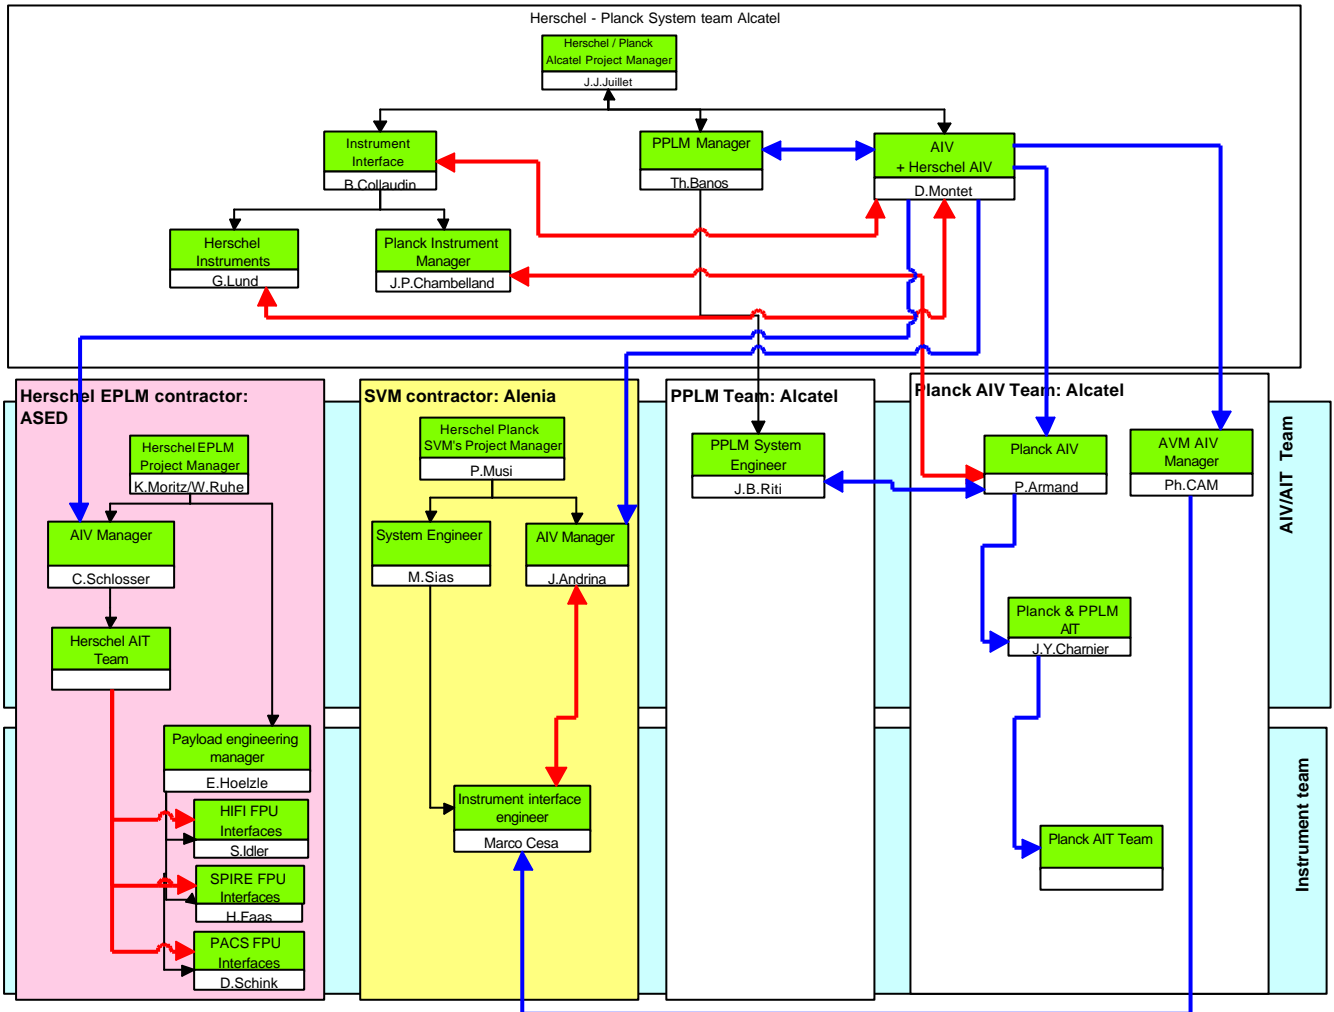 Herschel - Planck System team Alcatel
Herschel / Planck
Alcatel Project Manager
J.J.Juillet
Instrument
Interface
B.Collaudin
PPLM Manager
Th.Banos
AIV
+ Herschel AIV
D.Montet
Herschel
Instruments
G.Lund
Planck Instrument
Manager
J.P.Chambelland
Herschel EPLM contractor:
ASED
Herschel EPLM
Project Manager
K.Moritz/W.Ruhe
AIV Manager
C.Schlosser
Herschel AIT
Team
Payload engineering
manager
E.Hoelzle
HIFI FPU
Interfaces
S.Idler
SPIRE FPU
Interfaces
H.Faas
PACS FPU
Interfaces
D.Schink
SVM contractor: Alenia
Herschel Planck
SVM's Project Manager
P.Musi
System Engineer
M.Sias
AIV Manager
J.Andrina
Instrument interface
engineer
Marco Cesa
PPLM Team: Alcatel
PPLM System
Engineer
J.B.Riti
Planck AIV Team: Alcatel
Planck AIV
P.Armand
AVM AIV
Manager
Ph.CAM
Planck & PPLM
AIT
J.Y.Charnier
Planck AIT Team
AIV/AIT Team
Instrument team